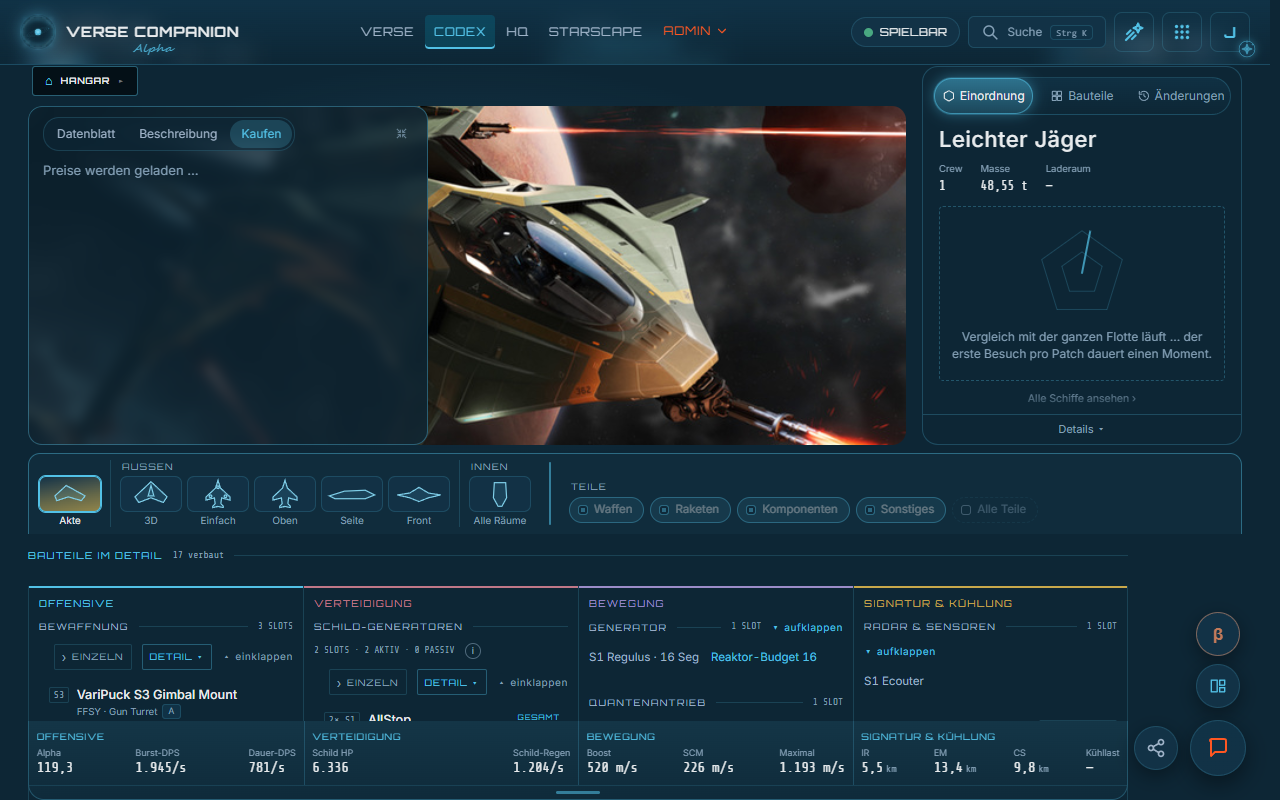 VERSE COMPANION
Alpha
VERSE
CODEX
HQ
STARSCAPE
ADMIN
SPIELBAR
Suche
Strg K
J
HANGAR
Datenblatt
Beschreibung
Kaufen
Preise werden geladen ...
362
Einordnung
Bauteile
Änderungen
Leichter Jäger
Crew
Masse
Laderaum
1
48,55 t
–
Vergleich mit der ganzen Flotte läuft ... der
erste Besuch pro Patch dauert einen Moment.
Alle Schiffe ansehen ›
Details
AUSSEN
INNEN
TEILE
Akte
3D
Einfach
Oben
Seite
Front
Alle Räume
Waffen
Raketen
Komponenten
Sonstiges
Alle Teile
BAUTEILE IM DETAIL
17 verbaut
OFFENSIVE
BEWAFFNUNG
3 SLOTS
› EINZELN
DETAIL
einklappen
S3
VariPuck S3 Gimbal Mount
FFSY · Gun Turret
A
VERTEIDIGUNG
SCHILD-GENERATOREN
2 SLOTS · 2 AKTIV · 0 PASSIV
i
› EINZELN
DETAIL
einklappen
2× S1
AllStop
GESAMT
BEWEGUNG
GENERATOR
1 SLOT
aufklappen
S1 Regulus · 16 Seg
Reaktor-Budget 16
QUANTENANTRIEB
1 SLOT
SIGNATUR & KÜHLUNG
RADAR & SENSOREN
1 SLOT
aufklappen
S1 Ecouter
OFFENSIVE
Alpha
Burst-DPS
Dauer-DPS
119,3
1.945/s
781/s
VERTEIDIGUNG
Schild HP
Schild-Regen
6.336
1.204/s
BEWEGUNG
Boost
SCM
Maximal
520 m/s
226 m/s
1.193 m/s
SIGNATUR & KÜHLUNG
IR
EM
CS
Kühllast
5,5 km
13,4 km
9,8 km
–
β